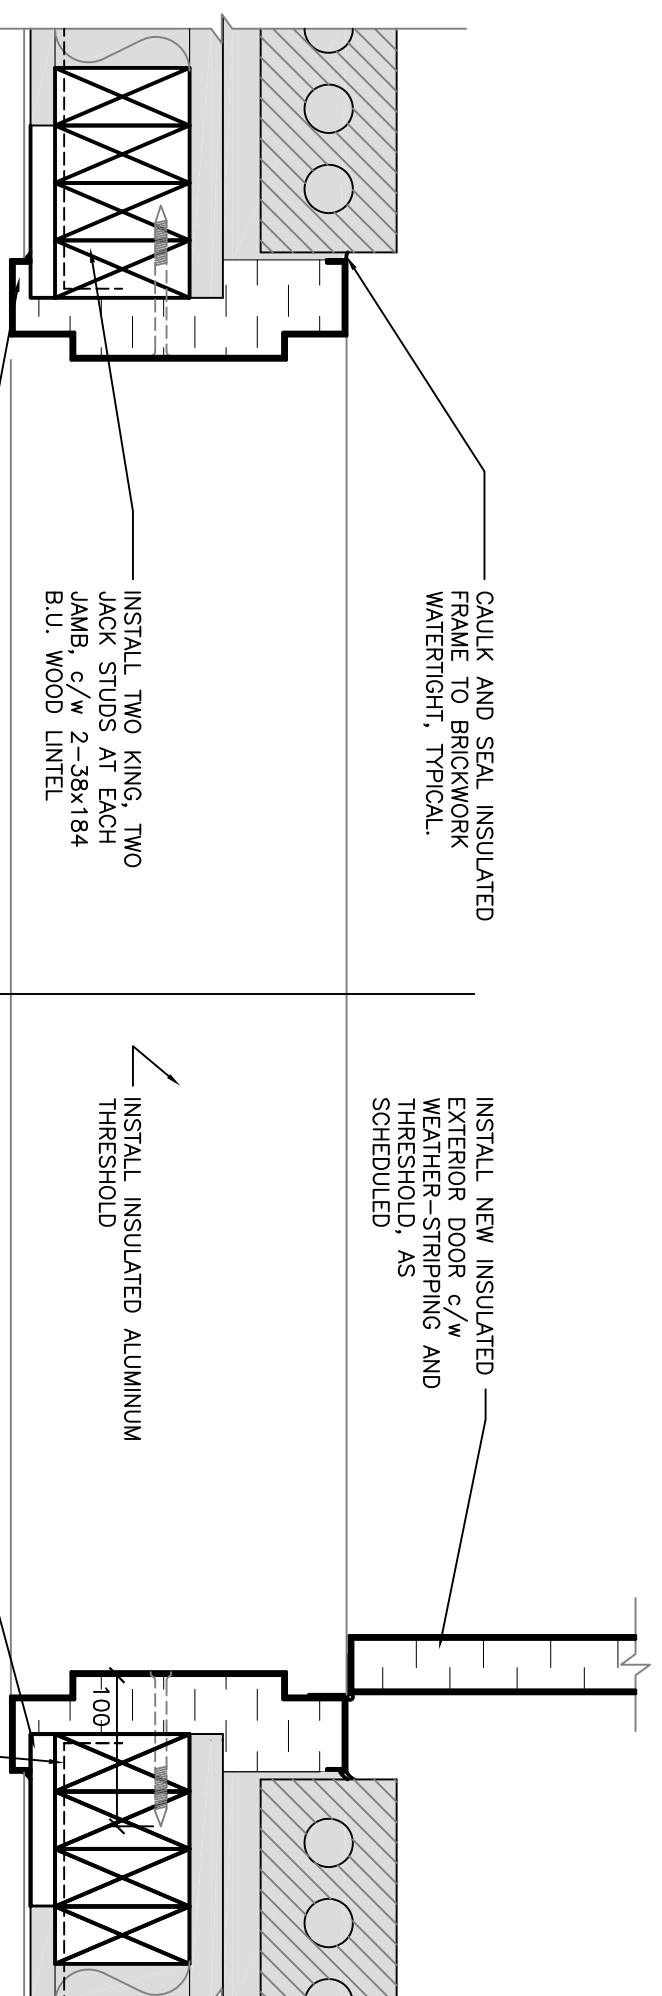 CAULK AND SEAL INSULATED
FRAME TO BRICKWORK
WATERTIGHT, TYPICAL.
INSTALL TWO KING, TWO
JACK STUDS AT EACH
JAMB, c/w 2-38x184
B.U. WOOD LINTEL
INSTALL NEW INSULATED
EXTERIOR DOOR c/w
WEATHER-STRIPPING AND
THRESHOLD, AS
SCHEDULED
INSTALL INSULATED ALUMINUM
THRESHOLD
100